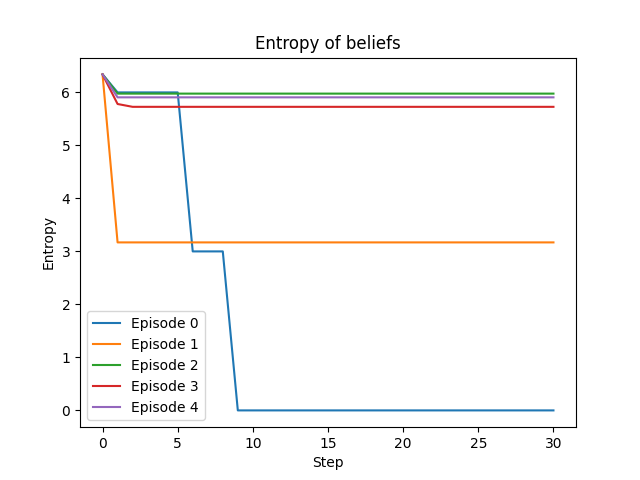 Entropy of beliefs
Entropy
6
5
4
3
2
1
0
Episode 0
Episode 1
Episode 2
Episode 3
Episode 4
0 5 10 15 20 25 30
Step